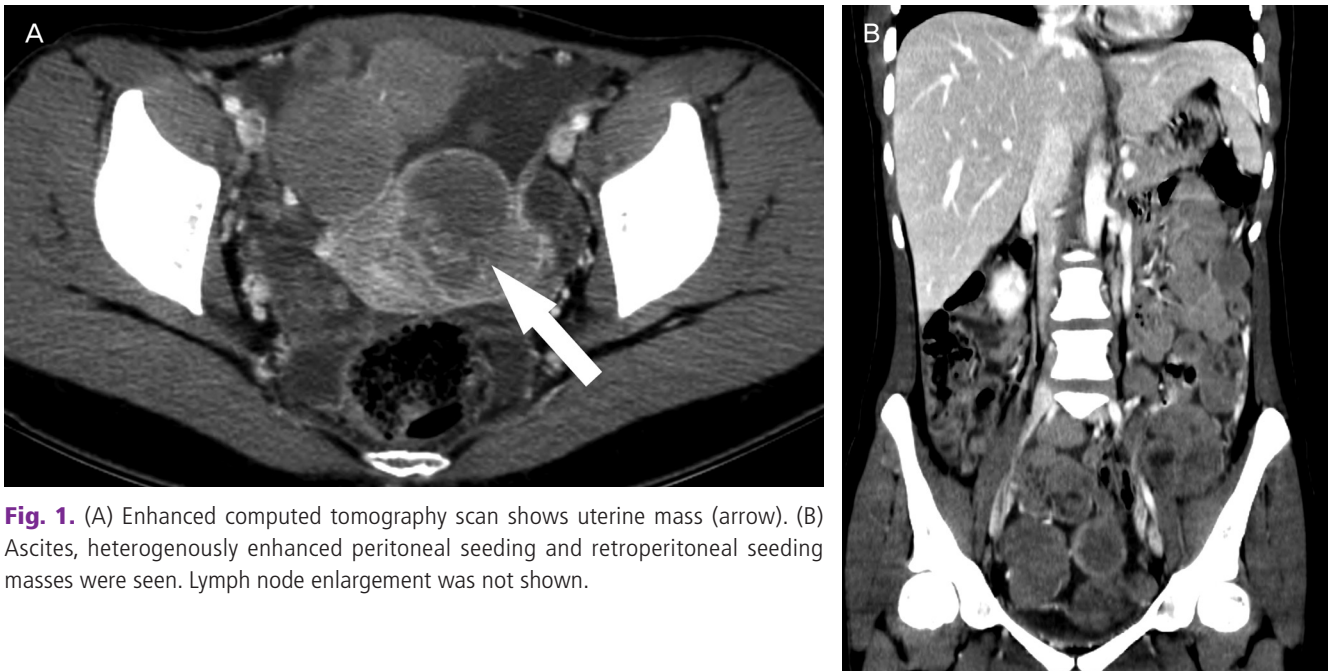 A
B
Fig. 1. (A) Enhanced computed tomography scan shows uterine mass (arrow). (B)
Ascites, heterogenously enhanced peritoneal seeding and retroperitoneal seeding
masses were seen. Lymph node enlargement was not shown.